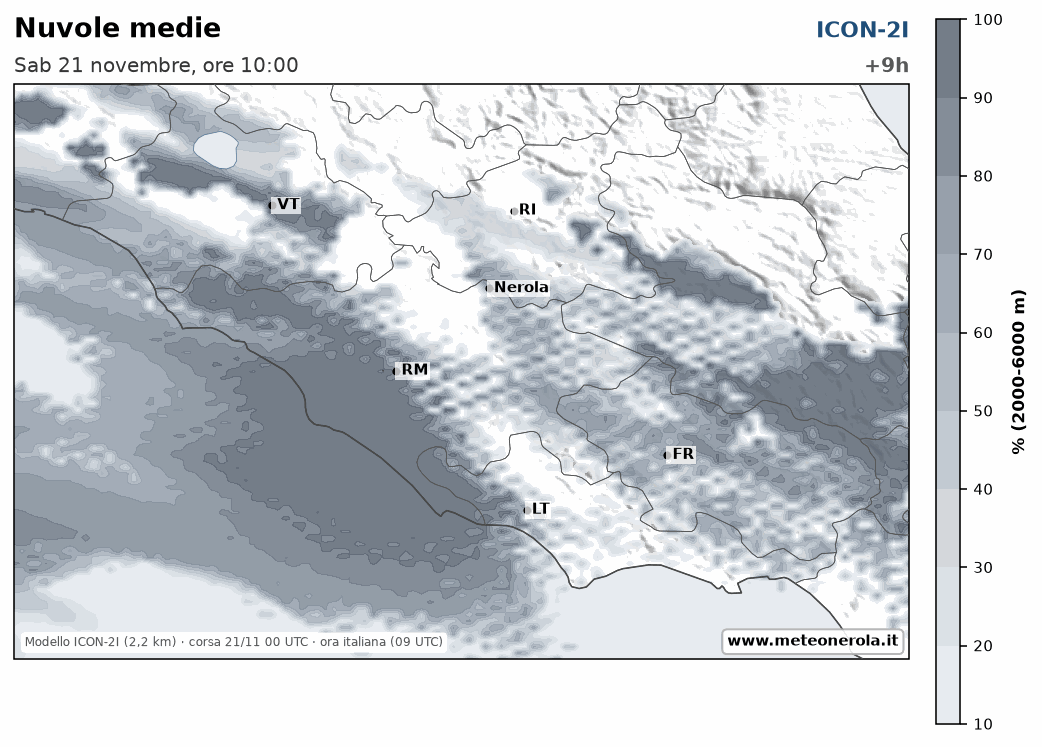 Nuvole medie
ICON-2I
Sab 21 novembre, ore 10:00
+9h
100
90
80
70
60
50
40
30
20
10
% (2000-6000 m)
VT
RI
Nerola
RM
FR
LT
Modello ICON-2I (2,2 km) · corsa 21/11 00 UTC · ora italiana (09 UTC)
www.meteonerola.it